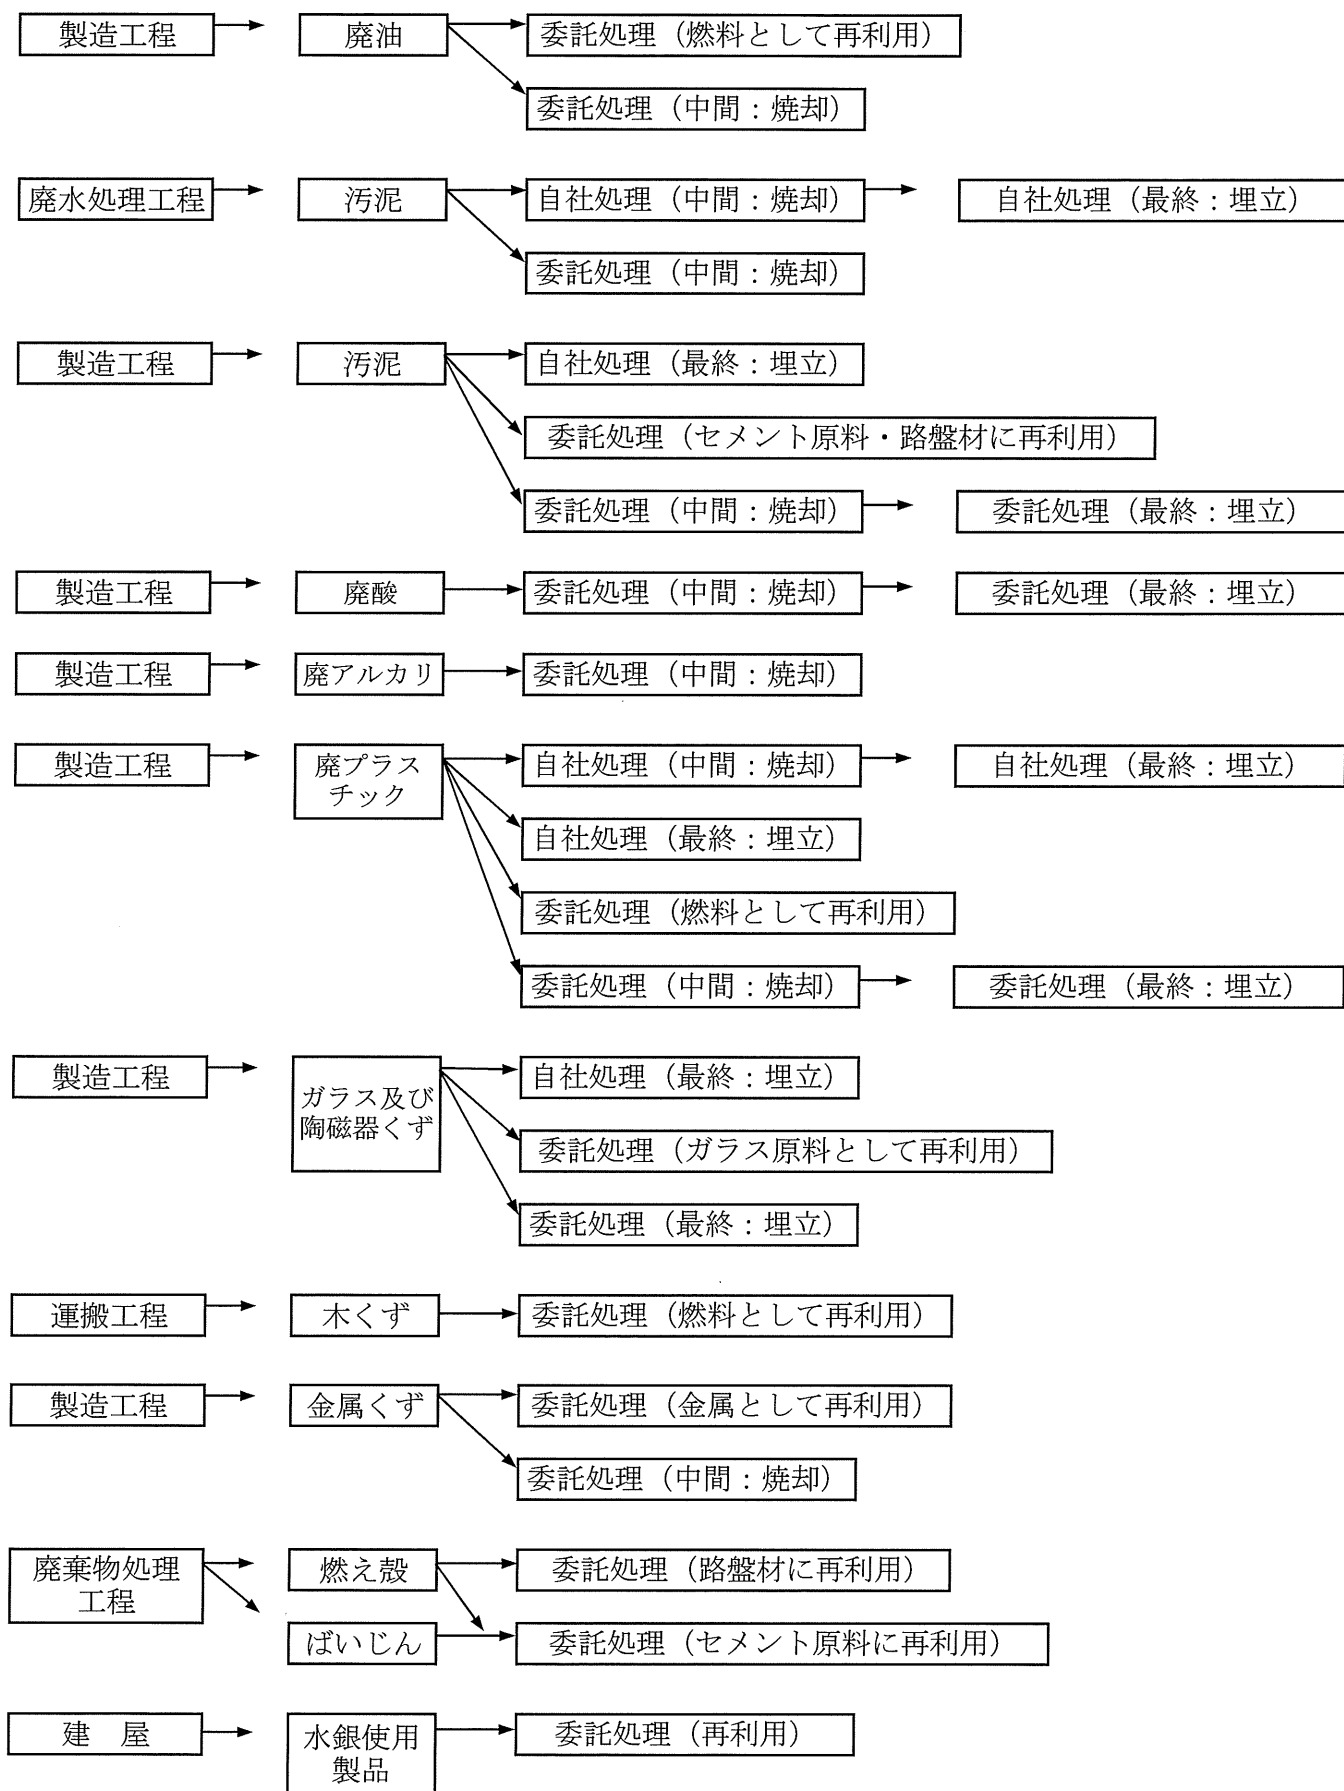 製造工程
廃油
委託処理（燃料として再利用）
委託処理（中間：焼却）
廃水処理工程
汚泥
自社処理（中間：焼却）
自社処理（最終：埋立）
委託処理（中間：焼却）
製造工程
汚泥
自社処理（最終：埋立）
委託処理（セメント原料・路盤材に再利用）
委託処理（中間：焼却）
委託処理（最終：埋立）
製造工程
廃酸
委託処理（中間：焼却）
委託処理（最終：埋立）
製造工程
廃アルカリ
委託処理（中間：焼却）
製造工程
廃プラス
チック
自社処理（中間：焼却）
自社処理（最終：埋立）
自社処理（最終：埋立）
委託処理（燃料として再利用）
委託処理（中間：焼却）
委託処理（最終：埋立）
製造工程
ガラス及び
陶磁器くず
自社処理（最終：埋立）
委託処理（ガラス原料として再利用）
委託処理（最終：埋立）
運搬工程
木くず
委託処理（燃料として再利用）
製造工程
金属くず
委託処理（金属として再利用）
委託処理（中間：焼却）
廃棄物処理
工程
燃え殻
委託処理（路盤材に再利用）
ばいじん
委託処理（セメント原料に再利用）
建　屋
水銀使用
製品
委託処理（再利用）